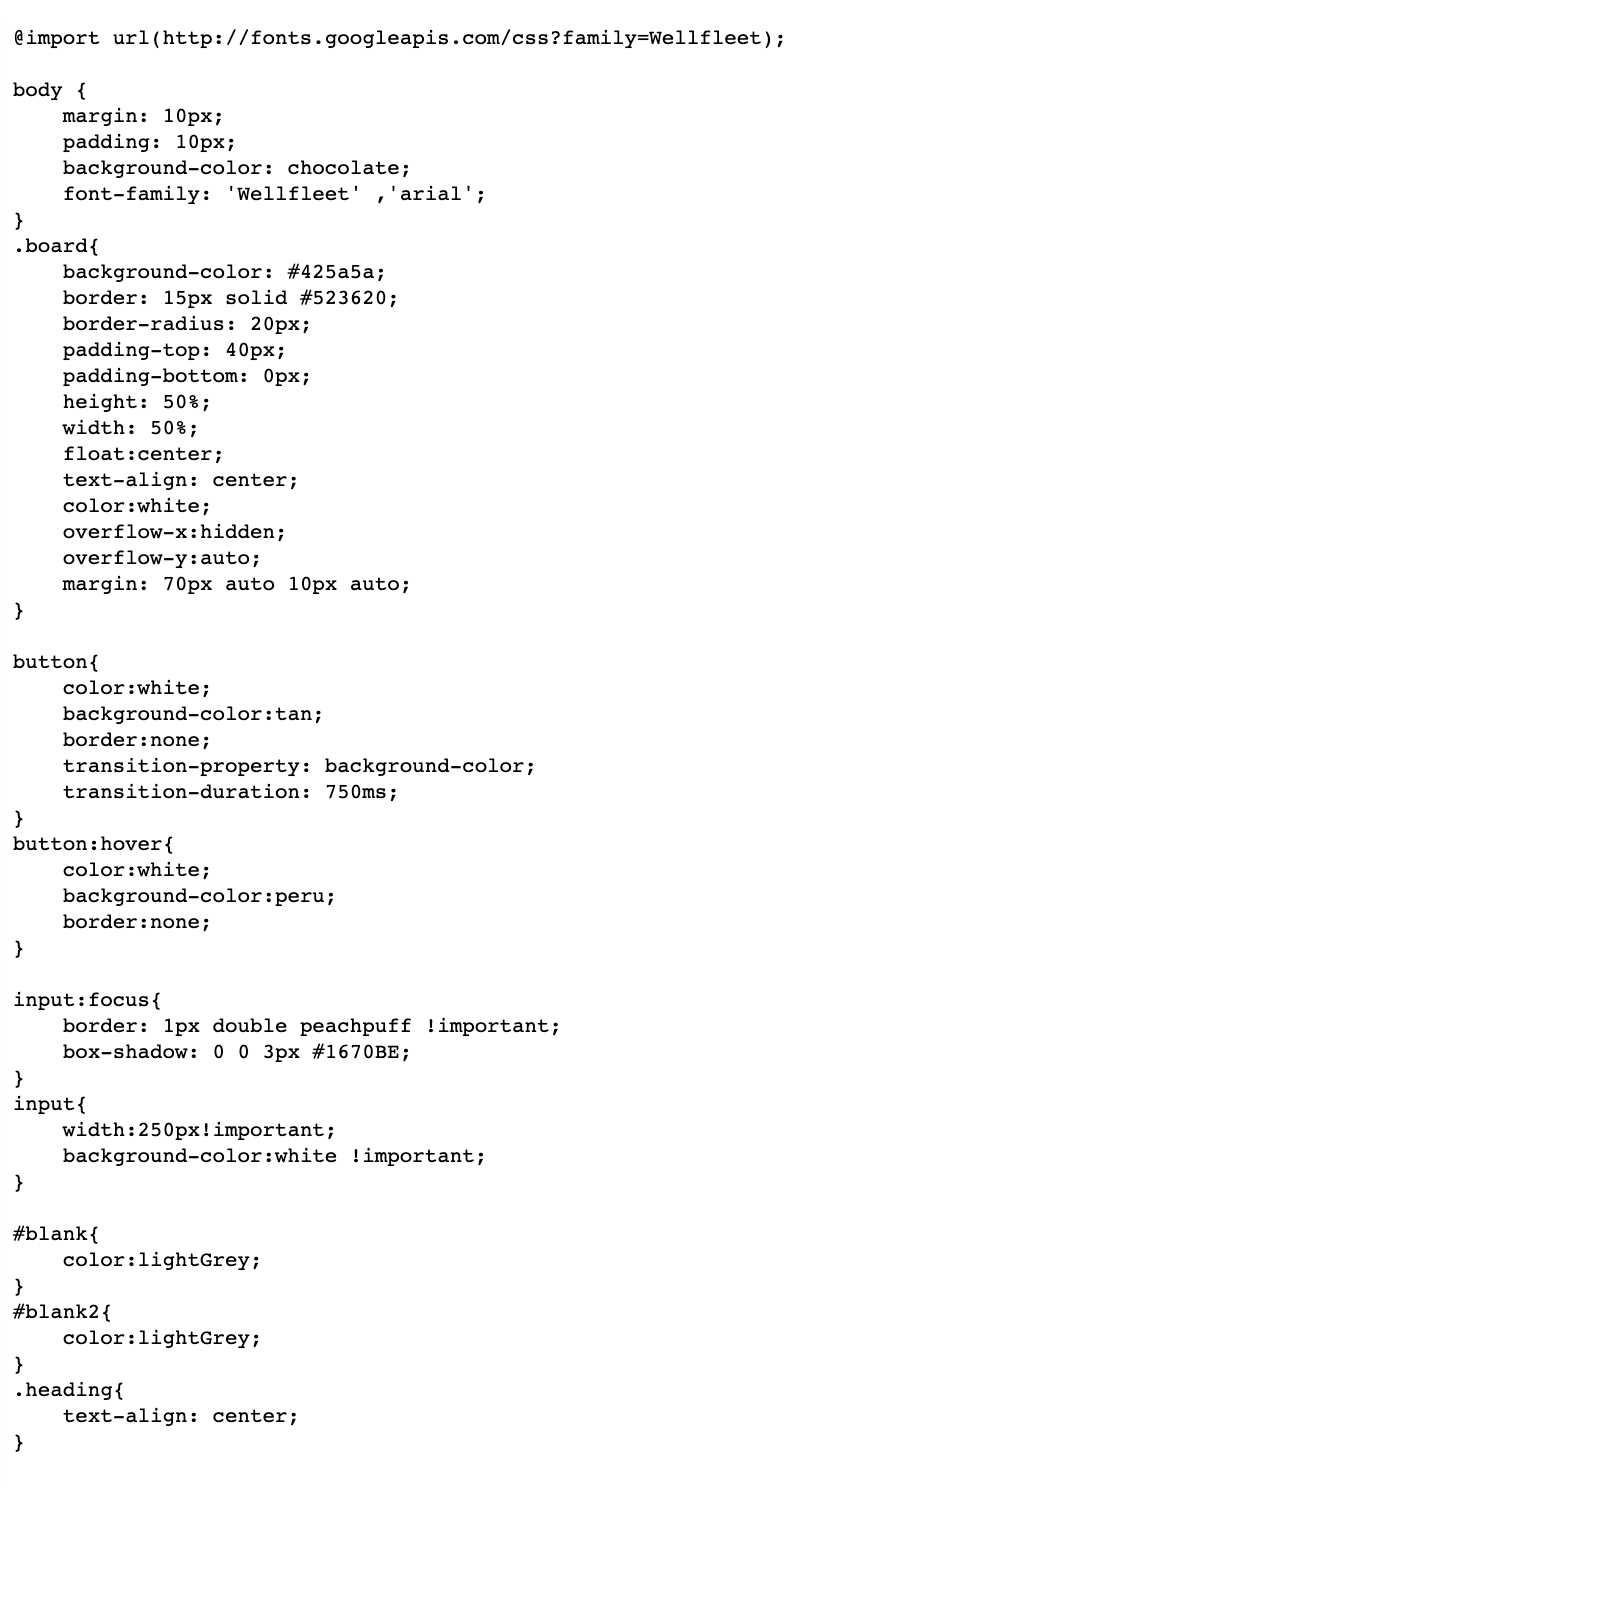 @import url(http://fonts.googleapis.com/css?family=Wellfleet);

body {
    margin: 10px;
    padding: 10px;
    background-color: chocolate;
    font-family: 'Wellfleet' ,'arial';
}
.board{
    background-color: #425a5a;
    border: 15px solid #523620;
    border-radius: 20px;
    padding-top: 40px;
    padding-bottom: 0px;
    height: 50%;
    width: 50%;
    float:center;
    text-align: center;
    color:white;
    overflow-x:hidden;
    overflow-y:auto;
    margin: 70px auto 10px auto;
}

button{
    color:white;
    background-color:tan;
    border:none;
    transition-property: background-color;
    transition-duration: 750ms;
}
button:hover{
    color:white;
    background-color:peru;
    border:none;
}

input:focus{
    border: 1px double peachpuff !important;
    box-shadow: 0 0 3px #1670BE;
}
input{
    width:250px!important;
    background-color:white !important;
}

#blank{
    color:lightGrey;
}
#blank2{
    color:lightGrey;
}
.heading{
    text-align: center;
}